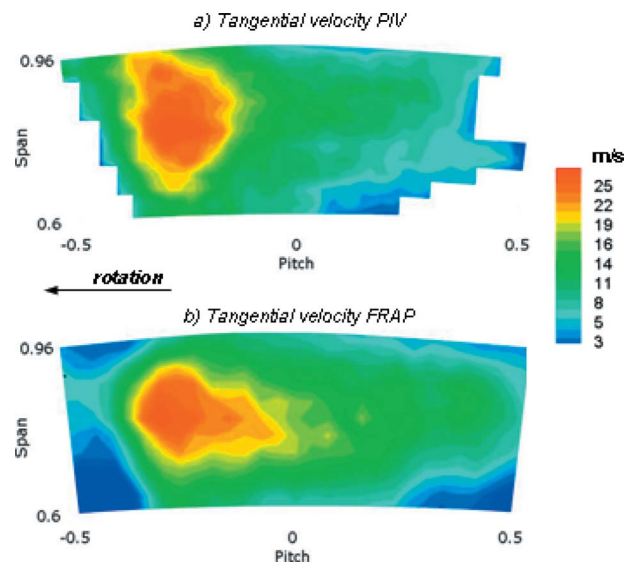 a) Tangential velocity PIV
0.96
Span
0.6
-0.5
0
0.5
Pitch
m/s
25
22
19
16
14
11
8
5
3
rotation
b) Tangential velocity FRAP
0.96
Span
0.6
-0.5
0
0.5
Pitch